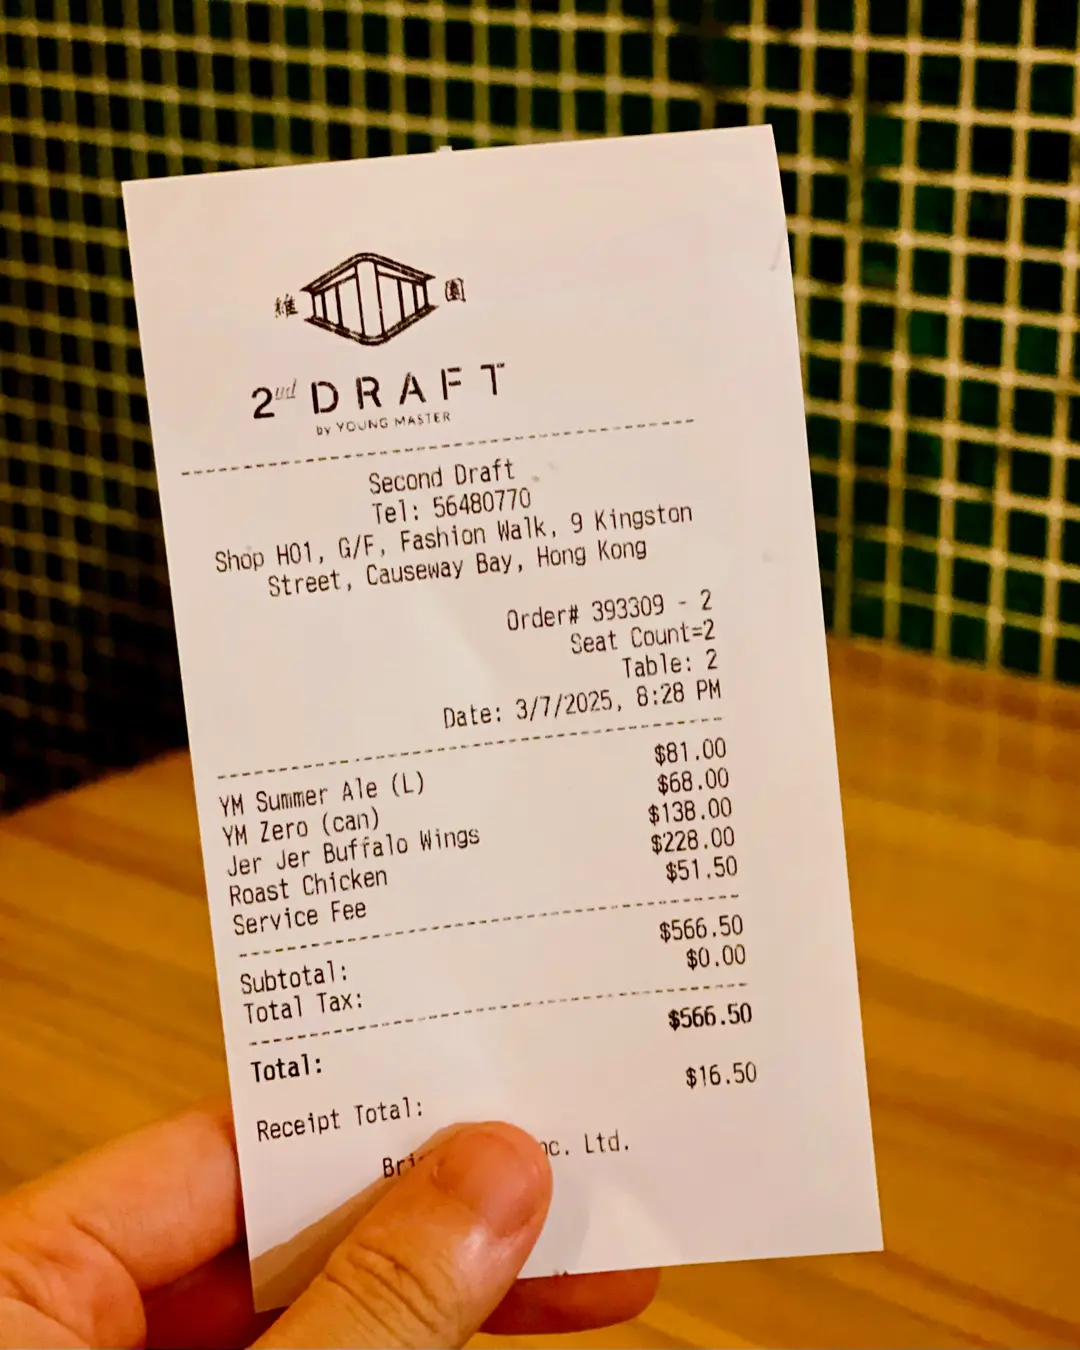 維 園
2nd DRAFT
by YOUNG MASTER
Second Draft
Tel: 56480770
Shop H01, G/F, Fashion Walk, 9 Kingston
Street, Causeway Bay, Hong Kong
Order# 393309 - 2
Seat Count=2
Table: 2
Date: 3/7/2025, 8:28 PM
YM Summer Ale (L) $81.00
YM Zero (can) $68.00
Jer Jer Buffalo Wings $138.00
Roast Chicken $228.00
Service Fee $51.50
Subtotal: $566.50
Total Tax: $0.00
Total: $566.50
Receipt Total: $16.50
Ltd.